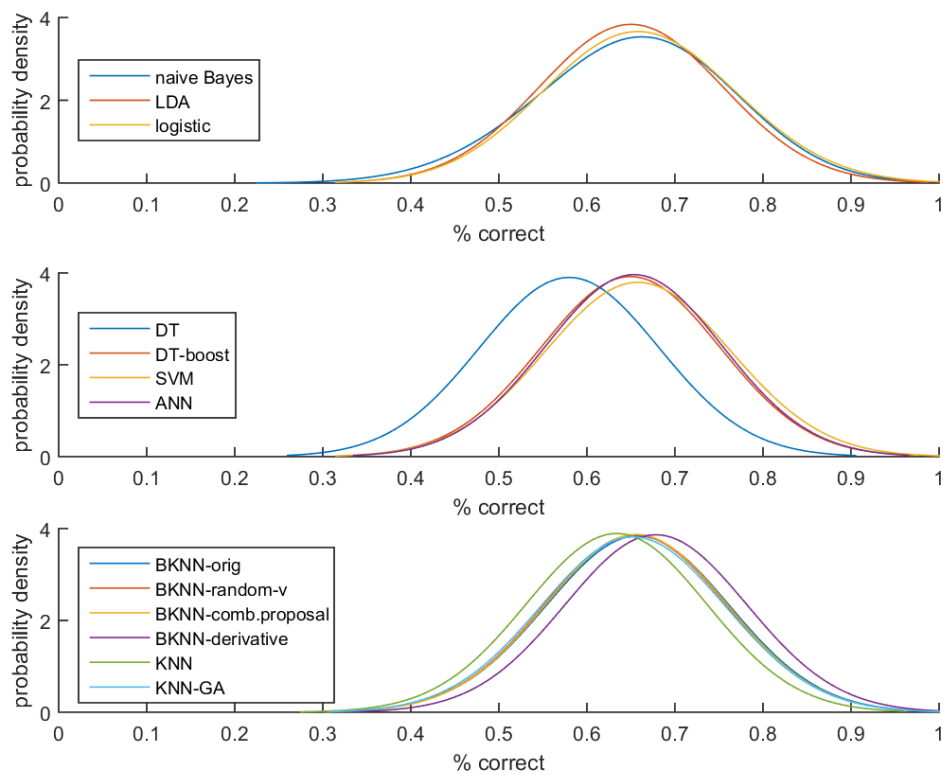 probability density
4
2
0
naive Bayes
LDA
logistic
0 0.1 0.2 0.3 0.4 0.5 0.6 0.7 0.8 0.9 1
% correct
probability density
4
2
0
DT
DT-boost
SVM
ANN
0 0.1 0.2 0.3 0.4 0.5 0.6 0.7 0.8 0.9 1
% correct
probability density
4
2
0
BKNN-orig
BKNN-random-v
BKNN-comb.proposal
BKNN-derivative
KNN
KNN-GA
0 0.1 0.2 0.3 0.4 0.5 0.6 0.7 0.8 0.9 1
% correct